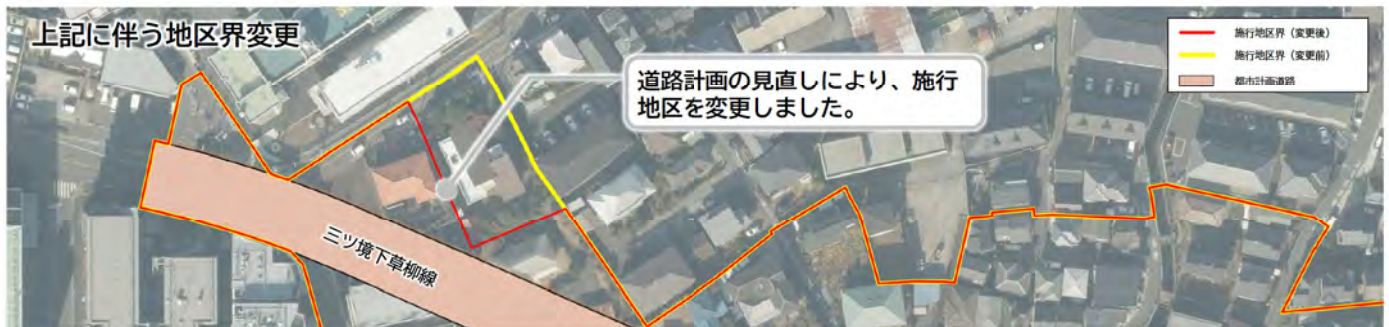 上記に伴う地区界変更
施行地区界（変更後）
施行地区界（変更前）
都市計画道路
道路計画の見直しにより、施行
地区を変更しました。
三ツ境下草柳線